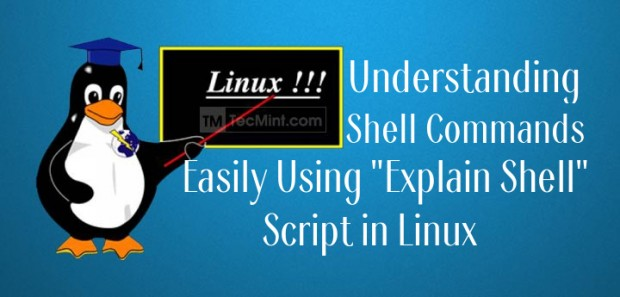 Linux !!!
TM TecMint.com
Understanding
Shell Commands
Easily Using "Explain Shell"
Script in Linux